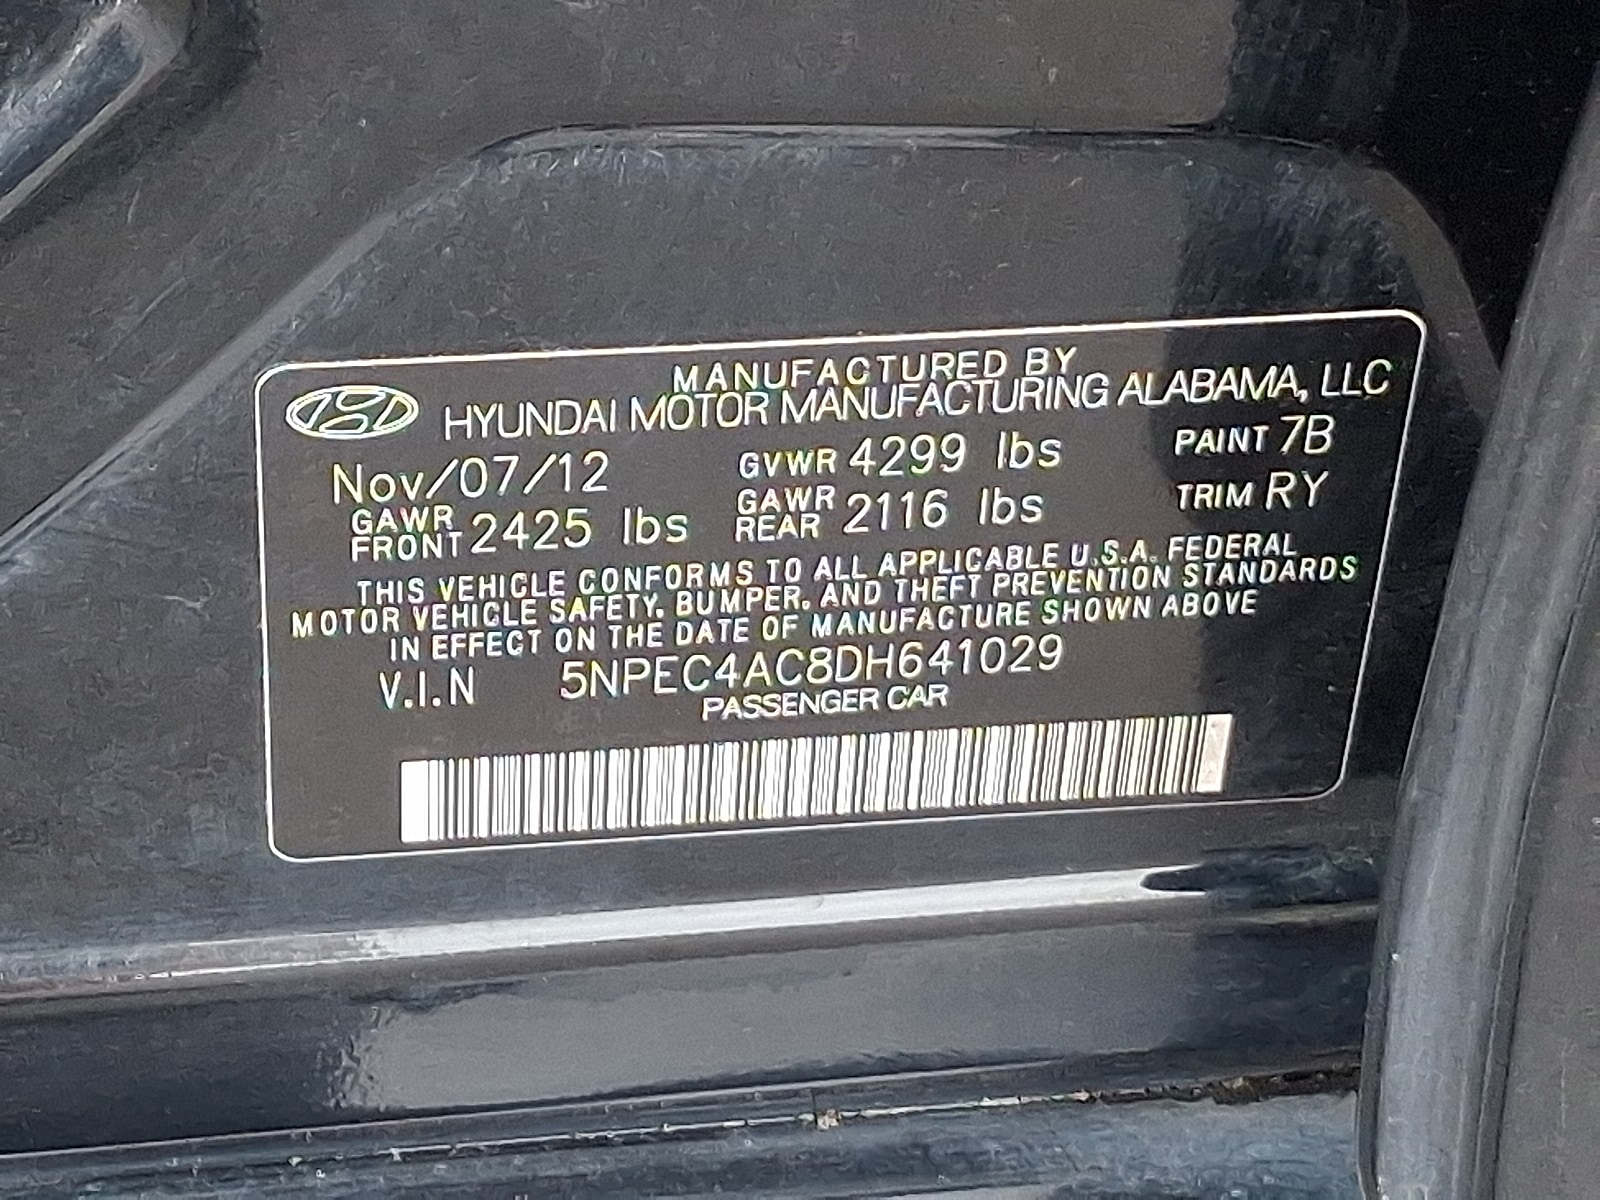 MANUFACTURED BY
HYUNDAI MOTOR MANUFACTURING ALABAMA, LLC
Nov/07/12 GVWR 4299 lbs PAINT 7B
GAWR FRONT 2425 lbs GAWR REAR 2116 lbs TRIM RY
THIS VEHICLE CONFORMS TO ALL APPLICABLE U.S.A. FEDERAL
MOTOR VEHICLE SAFETY, BUMPER, AND THEFT PREVENTION STANDARDS
IN EFFECT ON THE DATE OF MANUFACTURE SHOWN ABOVE
V.I.N 5NPEC4AC8DH641029
PASSENGER CAR